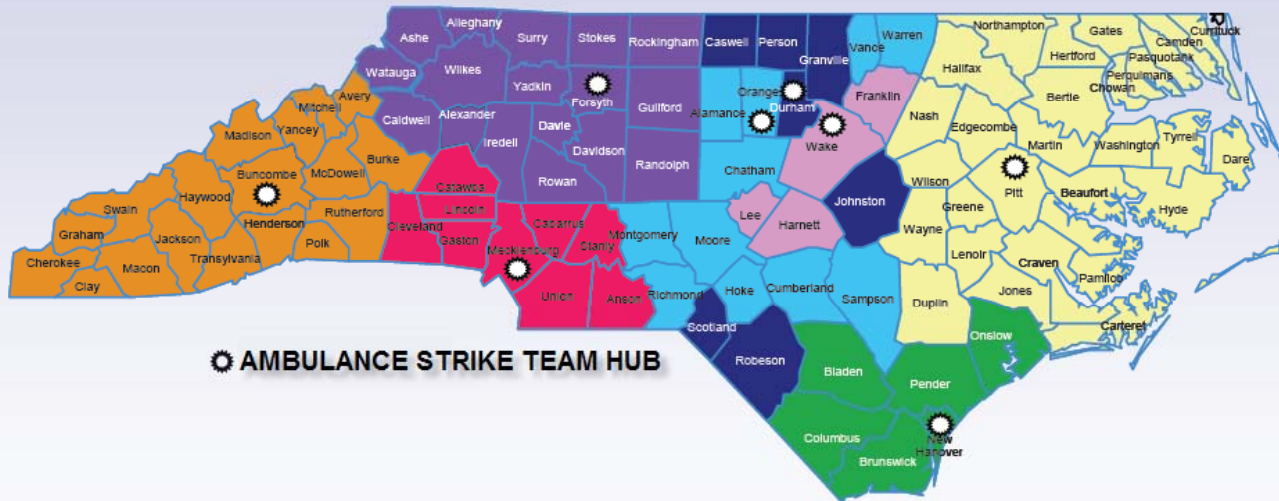 Alleghany
Ashe
Surry
Stokes
Rockingham
Caswell
Person
Granville
Vance
Warren
Northampton
Gates
Camden
Currituck
Pasquotank
Hertford
Perquimans
Chowan
Watauga
Wilkes
Yadkin
Forsyth
Guilford
Alamance
Orange
Durham
Franklin
Halifax
Bertie
Mitchell
Avery
Caldwell
Alexander
Iredell
Davie
Davidson
Randolph
Chatham
Wake
Nash
Edgecombe
Martin
Washington
Tyrrell
Dare
Madison
Yancey
Burke
McDowell
Buncombe
Haywood
Catawba
Rowan
Lincoln
Johnston
Wilson
Pitt
Beaufort
Hyde
Greene
Swain
Graham
Jackson
Henderson
Rutherford
Polk
Cleveland
Gaston
Mecklenburg
Cabarrus
Stanly
Montgomery
Moore
Lee
Harnett
Wayne
Lenoir
Craven
Pamlico
Cherokee
Clay
Macon
Transylvania
Union
Anson
Richmond
Hoke
Cumberland
Sampson
Duplin
Jones
Carteret
Scotland
Robeson
Bladen
Pender
Onslow
AMBULANCE STRIKE TEAM HUB
Columbus
Brunswick
New
Hanover